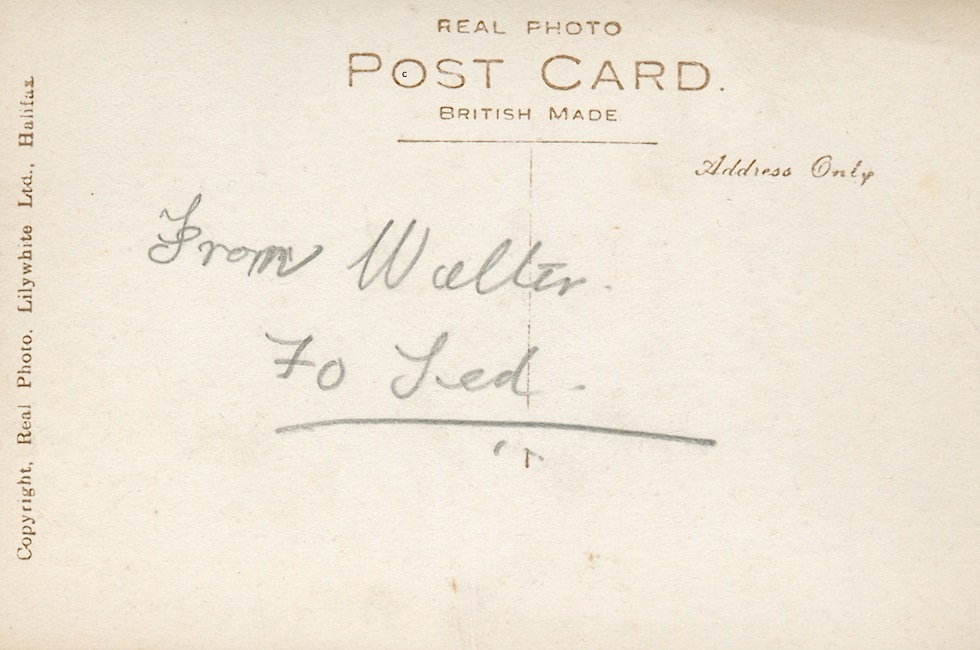 REAL PHOTO
POST CARD.
BRITISH MADE
Address Only
From Walter.
To Ted.
Copyright, Real Photo, Lilywhite Ltd., Halifax